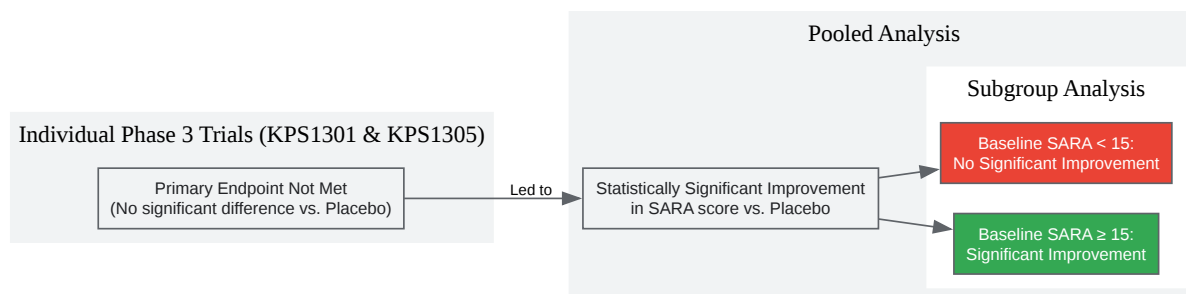 Pooled Analysis
Subgroup Analysis
Individual Phase 3 Trials (KPS1301 & KPS1305)
Primary Endpoint Not Met
(No significant difference vs. Placebo)
Led to
Statistically Significant Improvement
in SARA score vs. Placebo
Baseline SARA < 15:
No Significant Improvement
Baseline SARA ≥ 15:
Significant Improvement